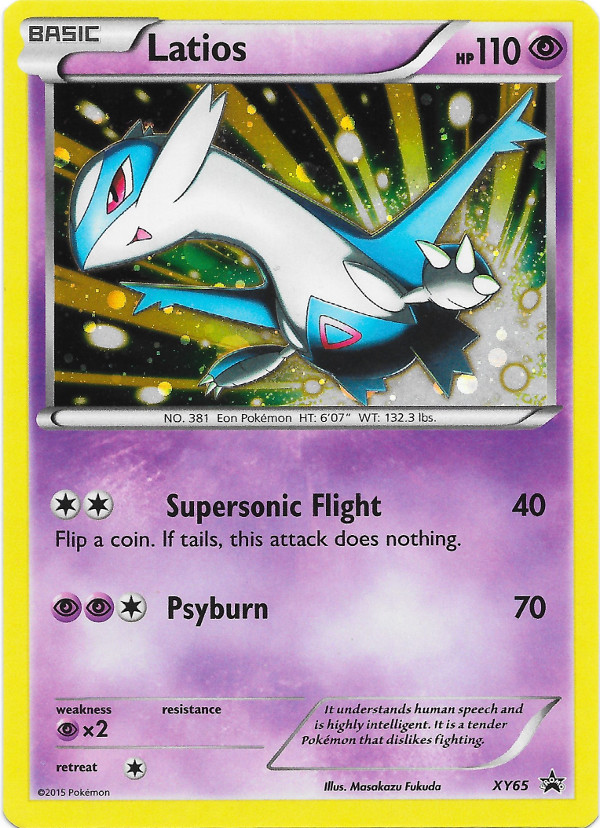 BASIC
Latios
HP 110
NO. 381 Eon Pokémon HT: 6'07" WT: 132.3 lbs.
Supersonic Flight 40
Flip a coin. If tails, this attack does nothing.
Psyburn 70
weakness resistance
×2
retreat
It understands human speech and
is highly intelligent. It is a tender
Pokémon that dislikes fighting.
©2015 Pokémon
Illus. Masakazu Fukuda
XY65